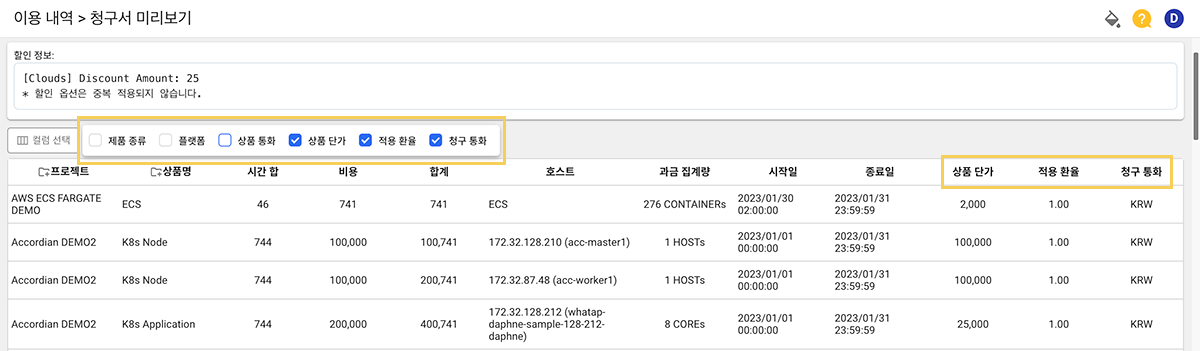 이용 내역 > 청구서 미리보기
?
D
할인 정보:
[Clouds] Discount Amount: 25
* 할인 옵션은 중복 적용되지 않습니다.
컬럼 선택 제품 종류 플랫폼 상품 통화 상품 단가 적용 환율 청구 통화
프로젝트 상품명 시간 합 비용 합계 호스트 과금 집계량 시작일 종료일 상품 단가 적용 환율 청구 통화
AWS ECS FARGATE DEMO ECS 46 741 741 ECS 276 CONTAINERs 2023/01/30 02:00:00 2023/01/31 23:59:59 2,000 1.00 KRW
Accordian DEMO2 K8s Node 744 100,000 100,741 172.32.128.210 (acc-master1) 1 HOSTs 2023/01/01 00:00:00 2023/01/31 23:59:59 100,000 1.00 KRW
Accordian DEMO2 K8s Node 744 100,000 200,741 172.32.87.48 (acc-worker1) 1 HOSTs 2023/01/01 00:00:00 2023/01/31 23:59:59 100,000 1.00 KRW
Accordian DEMO2 K8s Application 744 200,000 400,741 172.32.128.212 (whatap-daphne-sample-128-212-daphne) 8 COREs 2023/01/01 00:00:00 2023/01/31 23:59:59 25,000 1.00 KRW